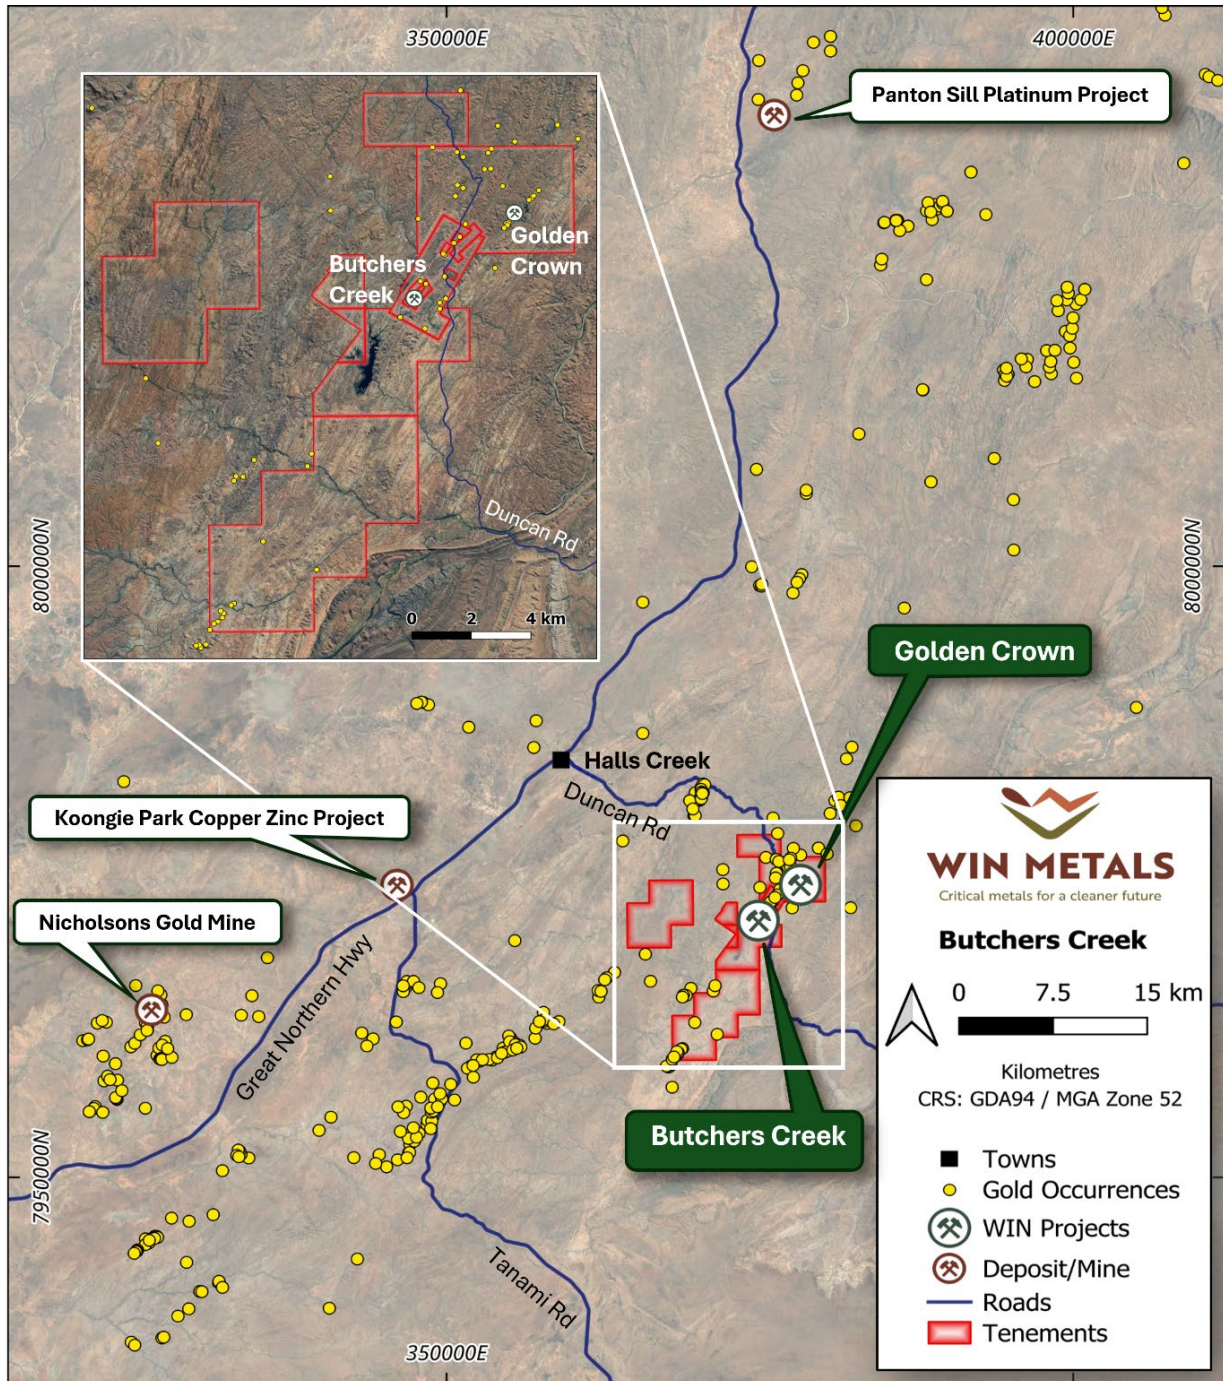 350000E
400000E
Panton Sill Platinum Project
Golden
Crown
Butchers
Creek
Duncan Rd
0 2 4 km
8000000N
8000000N
Golden Crown
Halls Creek
Duncan Rd
Koongie Park Copper Zinc Project
Nicholsons Gold Mine
Great Northern Hwy
Butchers Creek
7950000N
Tanami Rd
350000E
WIN METALS
Critical metals for a cleaner future
Butchers Creek
0 7.5 15 km
Kilometres
CRS: GDA94 / MGA Zone 52
Towns
Gold Occurrences
WIN Projects
Deposit/Mine
Roads
Tenements